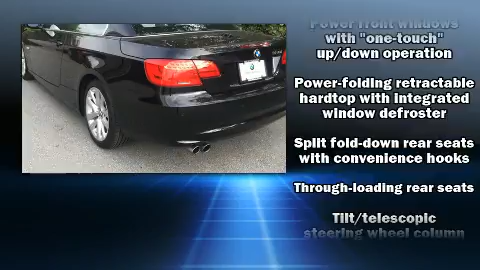 Power front windows
with "one-touch"
up/down operation
Power-folding retractable
hardtop with integrated
window defroster
Split fold-down rear seats
with convenience hooks
Through-loading rear seats
Tilt/telescopic
steering wheel column